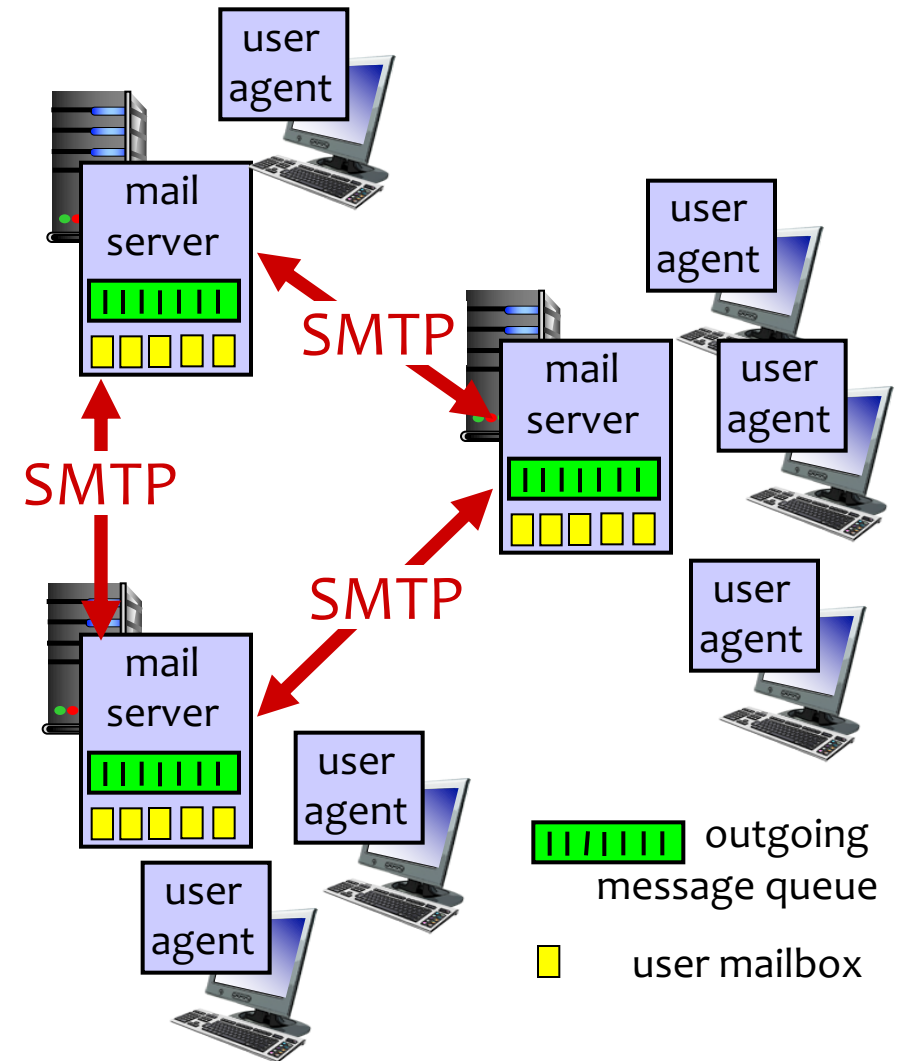 user
agent
mail
server
SMTP
user
agent
mail
server
user
agent
SMTP
SMTP
user
agent
mail
server
user
agent
user
agent
outgoing
message queue
user mailbox